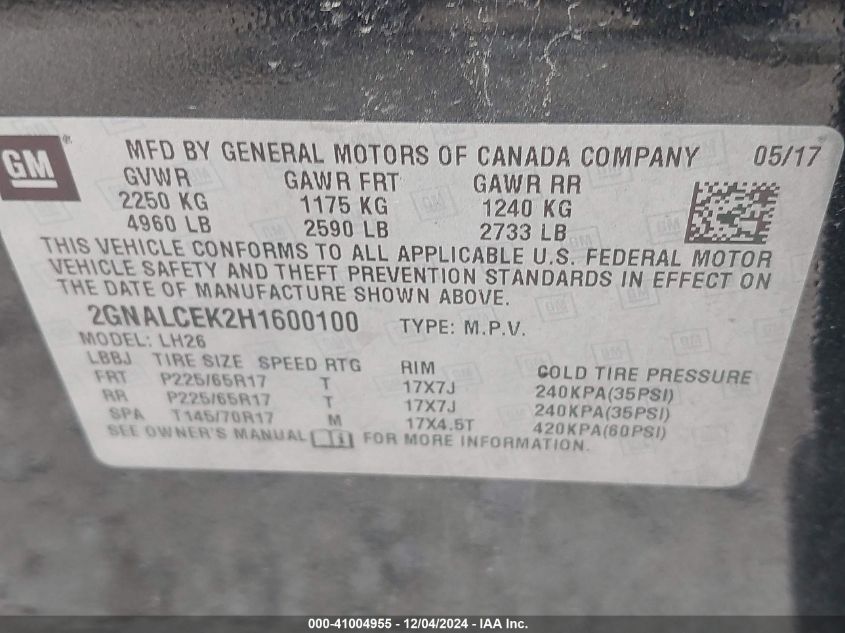 GM
MFD BY GENERAL MOTORS OF CANADA COMPANY 05/17
GVWR GAWR FRT GAWR RR
2250 KG 1175 KG 1240 KG
4960 LB 2590 LB 2733 LB
THIS VEHICLE CONFORMS TO ALL APPLICABLE U.S. FEDERAL MOTOR
VEHICLE SAFETY AND THEFT PREVENTION STANDARDS IN EFFECT ON
THE DATE OF MANUFACTURE SHOWN ABOVE.
2GNALCEK2H1600100 TYPE: M.P.V.
MODEL: LH26
LBBJ TIRE SIZE SPEED RTG RIM COLD TIRE PRESSURE
FRT P225/65R17 T 17X7J 240KPA(35PSI)
RR P225/65R17 T 17X7J 240KPA(35PSI)
SPA T145/70R17 M 17X4.5T 420KPA(60PSI)
SEE OWNER'S MANUAL FOR MORE INFORMATION.
000-41004955 - 12/04/2024 - IAA Inc.